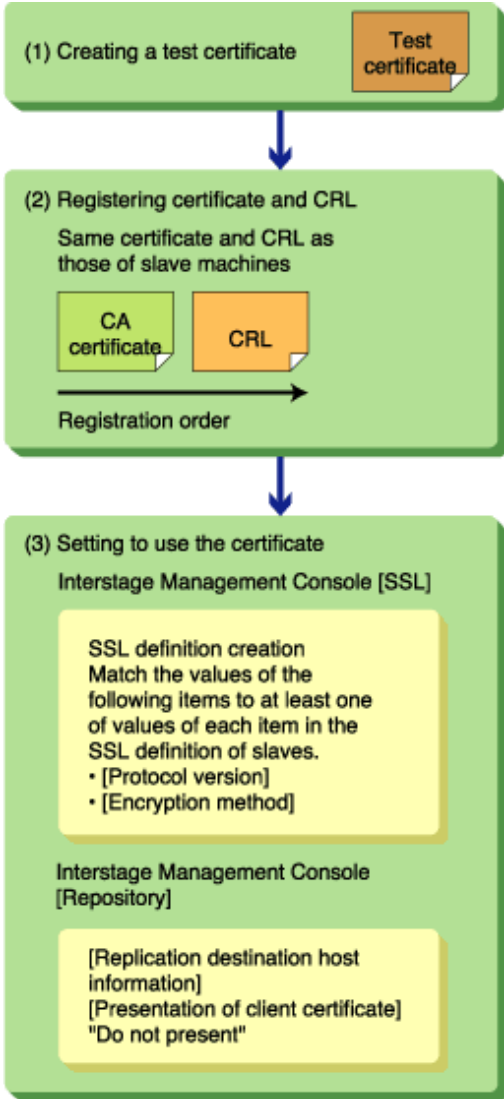 (1) Creating a test certificate
Test
certificate
(2) Registering certificate and CRL
Same certificate and CRL as
those of slave machines
CA
certificate
CRL
Registration order
(3) Setting to use the certificate
Interstage Management Console [SSL]
SSL definition creation
Match the values of the
following items to at least one
of values of each item in the
SSL definition of slaves.
• [Protocol version]
• [Encryption method]
Interstage Management Console
[Repository]
[Replication destination host
information]
[Presentation of client certificate]
"Do not present"